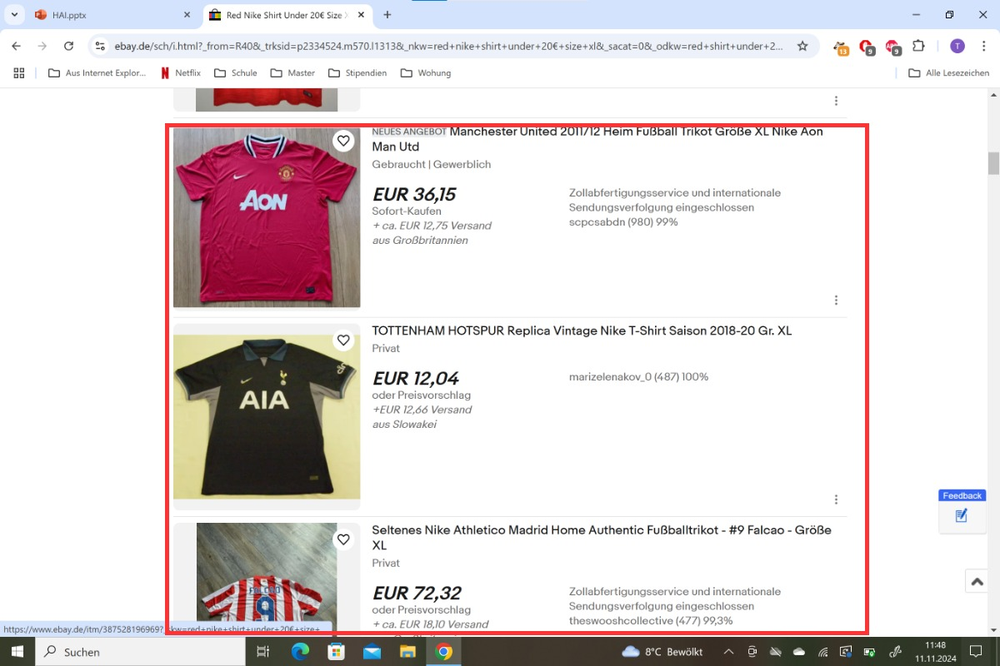 HAI.pptx
Red Nike Shirt Under 20€ Size
ebay.de/sch/i.html?_from=R40&_trksid=p2334524.m570.l1313&_nkw=red+nike+shirt+under+20€+size+xl&_sacat=0&_odkw=red+shirt+under+2...
13
9
9
T
Aus Internet Explor...
Netflix
Schule
Master
Stipendien
Wohung
Alle Lesezeichen
NEUES ANGEBOT Manchester United 2011/12 Heim Fußball Trikot Größe XL Nike Aon
Man Utd
Gebraucht | Gewerblich
AON
EUR 36,15
Sofort-Kaufen
+ ca. EUR 12,75 Versand
aus Großbritannien
Zollabfertigungsservice und internationale
Sendungsverfolgung eingeschlossen
scpcsabdn (980) 99%
TOTTENHAM HOTSPUR Replica Vintage Nike T-Shirt Saison 2018-20 Gr. XL
Privat
AIA
EUR 12,04
oder Preisvorschlag
+EUR 12,66 Versand
aus Slowakei
marizelenakov_0 (487) 100%
Feedback
Seltenes Nike Athletico Madrid Home Authentic Fußballtrikot - #9 Falcao - Größe
XL
Privat
FALCAO
9
EUR 72,32
oder Preisvorschlag
+ ca. EUR 18,10 Versand
Zollabfertigungsservice und internationale
Sendungsverfolgung eingeschlossen
theswooshcollective (477) 99,3%
https://www.ebay.de/itm/387528196969?_nkw=red+nike+shirt+under+20€+size+
Suchen
8°C Bewölkt
11:48
11.11.2024